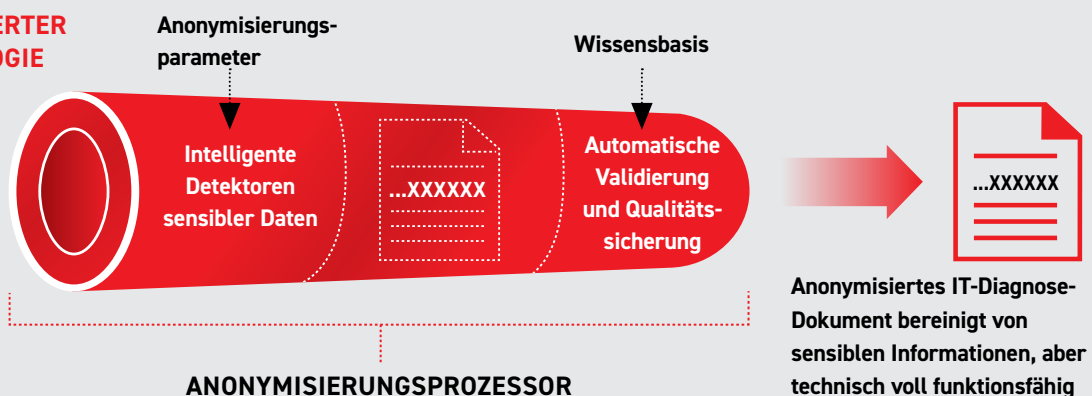 ERTER
OGIE
Anonymisierungs-
parameter
Wissensbasis
Intelligente
Detektoren
sensibler Daten
...XXXXXX
Automatische
Validierung
und Qualitäts-
sicherung
...XXXXXX
Anonymisiertes IT-Diagnose-
Dokument bereinigt von
sensiblen Informationen, aber
technisch voll funktionsfähig
ANONYMISIERUNGSPROZESSOR